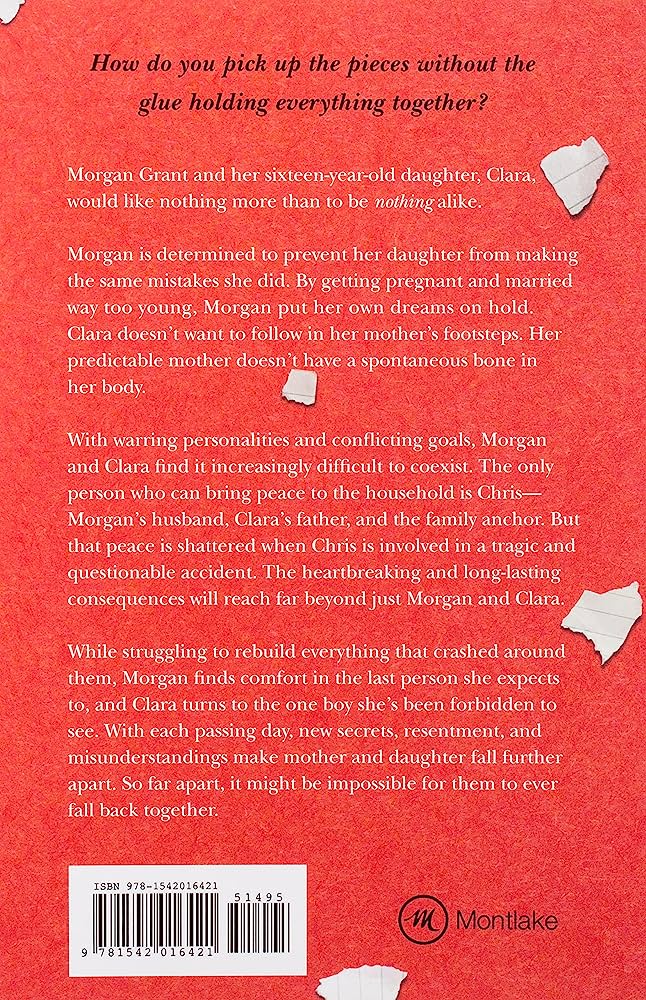 How do you pick up the pieces without the
glue holding everything together?
Morgan Grant and her sixteen-year-old daughter, Clara,
would like nothing more than to be nothing alike.
Morgan is determined to prevent her daughter from making
the same mistakes she did. By getting pregnant and married
way too young, Morgan put her own dreams on hold.
Clara doesn't want to follow in her mother's footsteps. Her
predictable mother doesn't have a spontaneous bone in
her body.
With warring personalities and conflicting goals, Morgan
and Clara find it increasingly difficult to coexist. The only
person who can bring peace to the household is Chris—
Morgan's husband, Clara's father, and the family anchor. But
that peace is shattered when Chris is involved in a tragic and
questionable accident. The heartbreaking and long-lasting
consequences will reach far beyond just Morgan and Clara.
While struggling to rebuild everything that crashed around
them, Morgan finds comfort in the last person she expects
to, and Clara turns to the one boy she's been forbidden to
see. With each passing day, new secrets, resentment, and
misunderstandings make mother and daughter fall further
apart. So far apart, it might be impossible for them to ever
fall back together.
ISBN 978-1542016421
51495
9 781542 016421
M Montlake